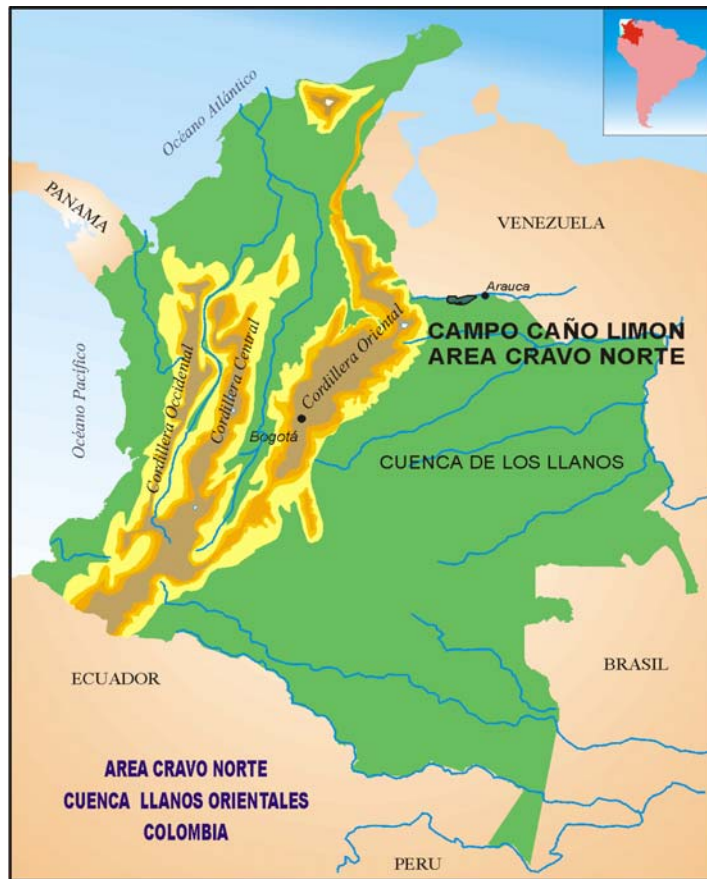 Océano Atlántico
PANAMA
VENEZUELA
Arauca
CAMPO CAÑO LIMON
AREA CRAVO NORTE
Océano Pacífico
Cordillera Occidental
Cordillera Central
Cordillera Oriental
Bogotá
CUENCA DE LOS LLANOS
ECUADOR
BRASIL
AREA CRAVO NORTE
CUENCA LLANOS ORIENTALES
COLOMBIA
PERU